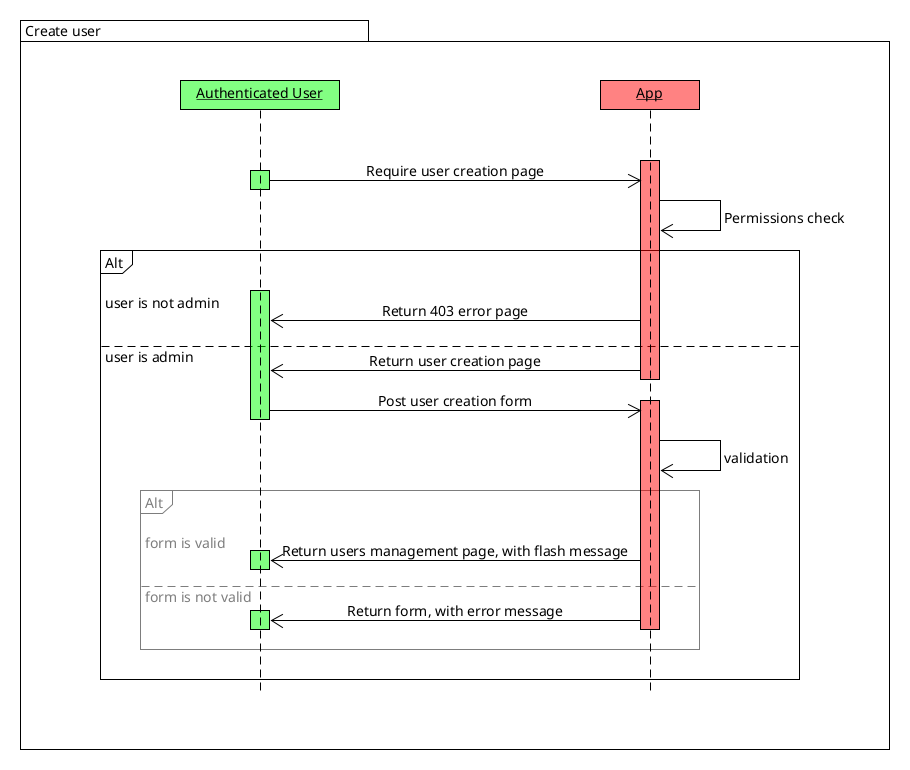 Create user
Authenticated User
App
Require user creation page
Permissions check
Alt
user is not admin
Return 403 error page
user is admin
Return user creation page
Post user creation form
validation
Alt
form is valid
Return users management page, with flash message
form is not valid
Return form, with error message